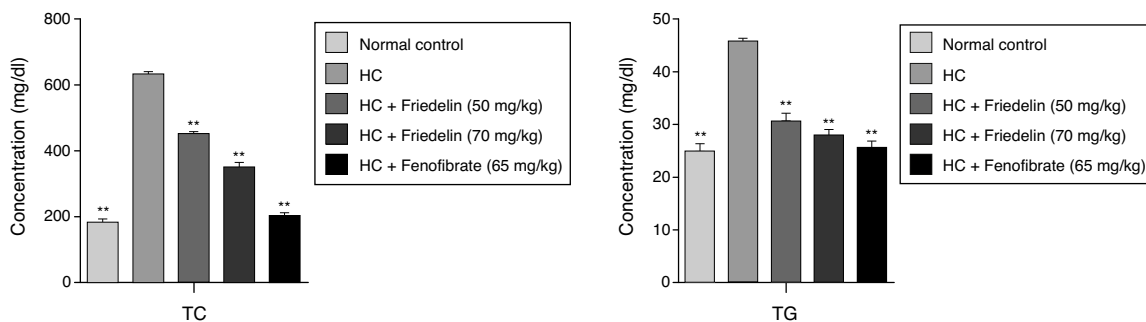 Concentration (mg/dl)
800
600
400
200
0
**
**
**
**
TC
Normal control
HC
HC + Friedelin (50 mg/kg)
HC + Friedelin (70 mg/kg)
HC + Fenofibrate (65 mg/kg)
Concentration (mg/dl)
50
40
30
20
10
0
**
**
**
**
TG
Normal control
HC
HC + Friedelin (50 mg/kg)
HC + Friedelin (70 mg/kg)
HC + Fenofibrate (65 mg/kg)